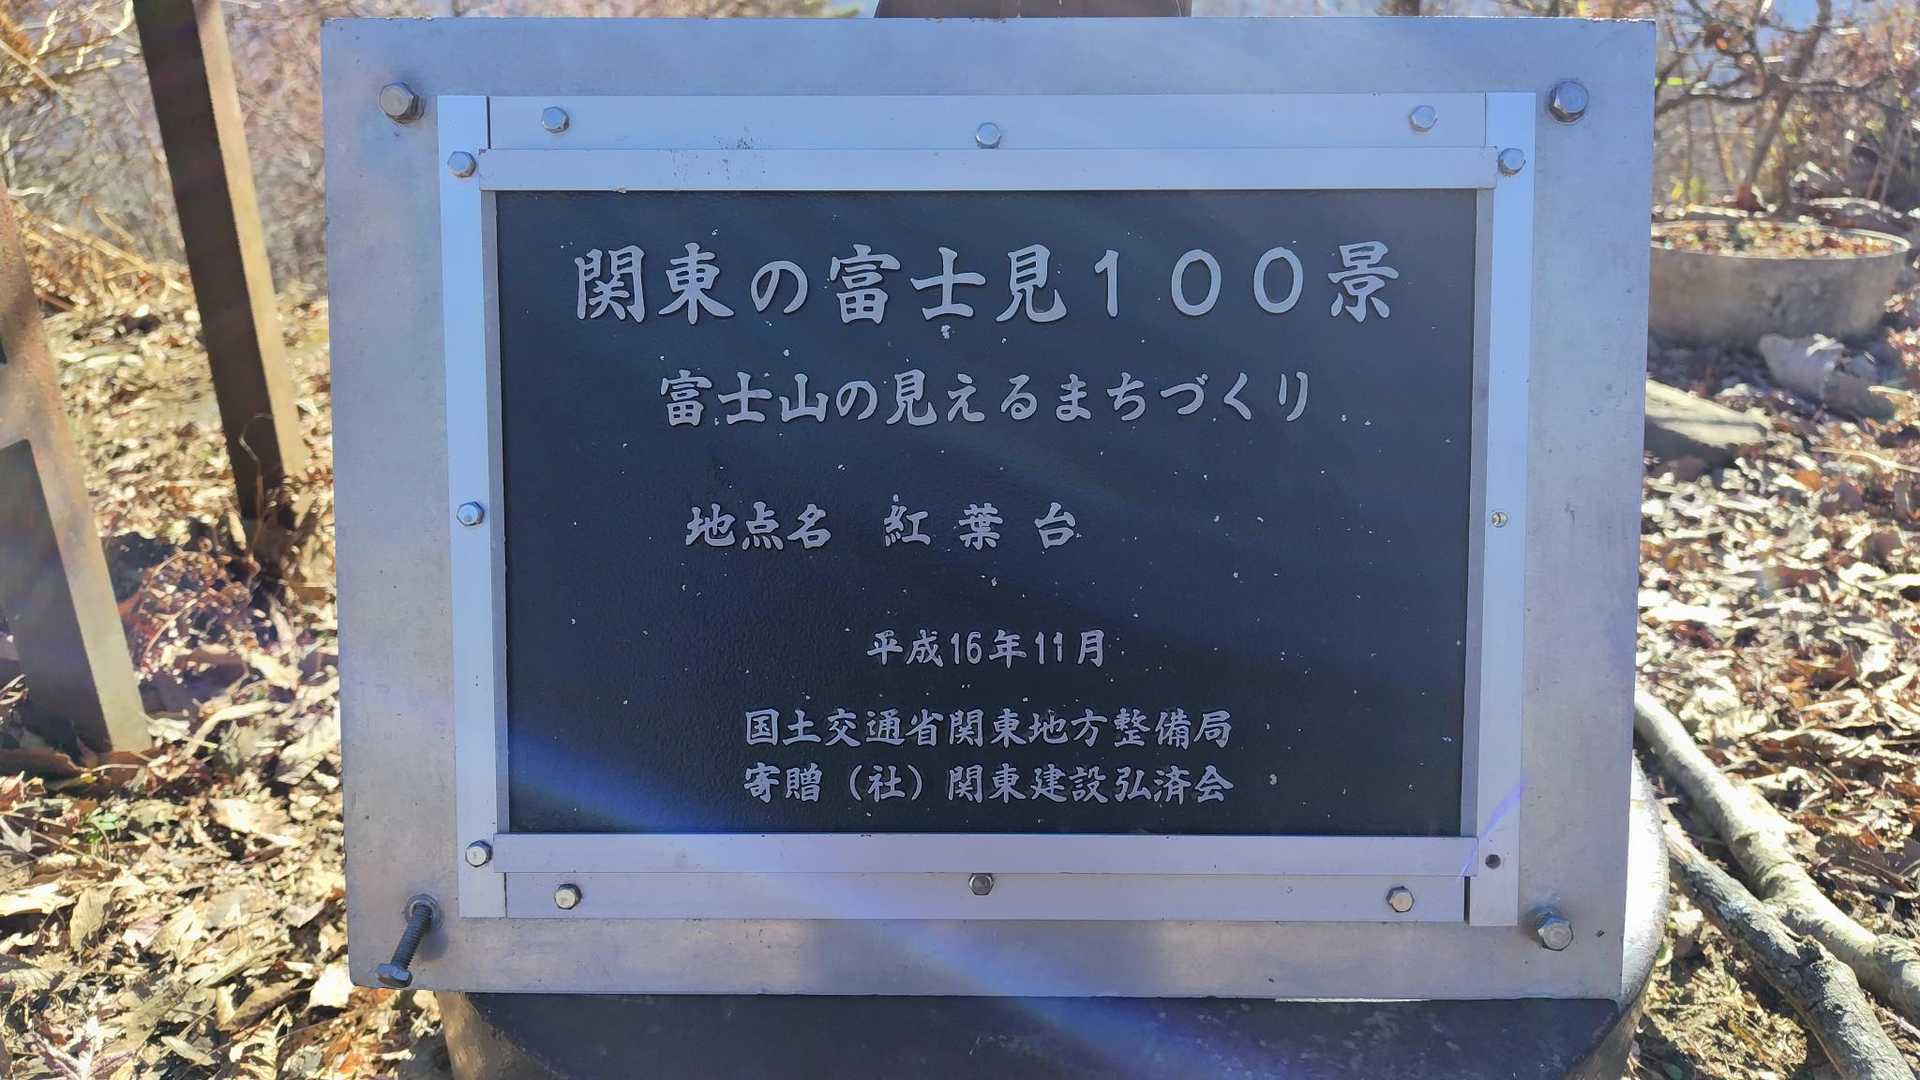 関東の富士見１００景
富士山の見えるまちづくり
地点名　紅葉台
平成16年11月
国土交通省関東地方整備局
寄贈（社）関東建設弘済会